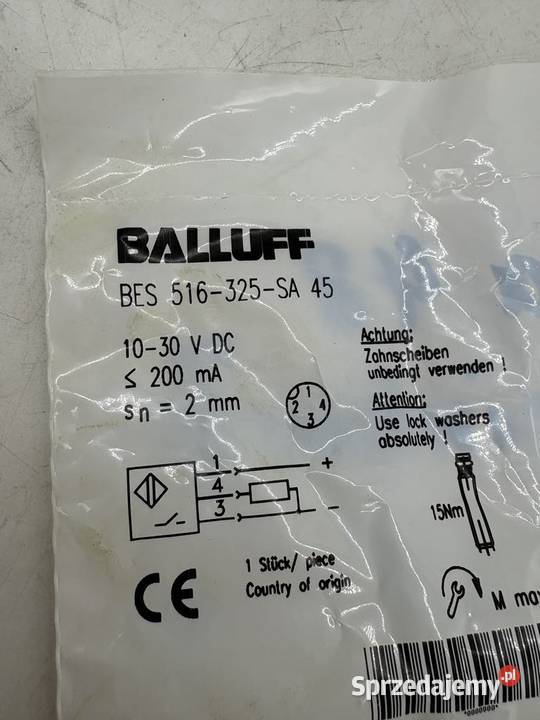 BALLUFF
BES 516-325-SA 45
10-30 V DC
≤ 200 mA
sn = 2 mm
1
2 4
3
Achtung:
Zahnscheiben
unbedingt verwenden !
Attention:
Use lock washers
absolutely !
1 +
4
3 -
15Nm
1 Stück/ piece
Country of origin
CE
M max
Sprzedajemy.pl